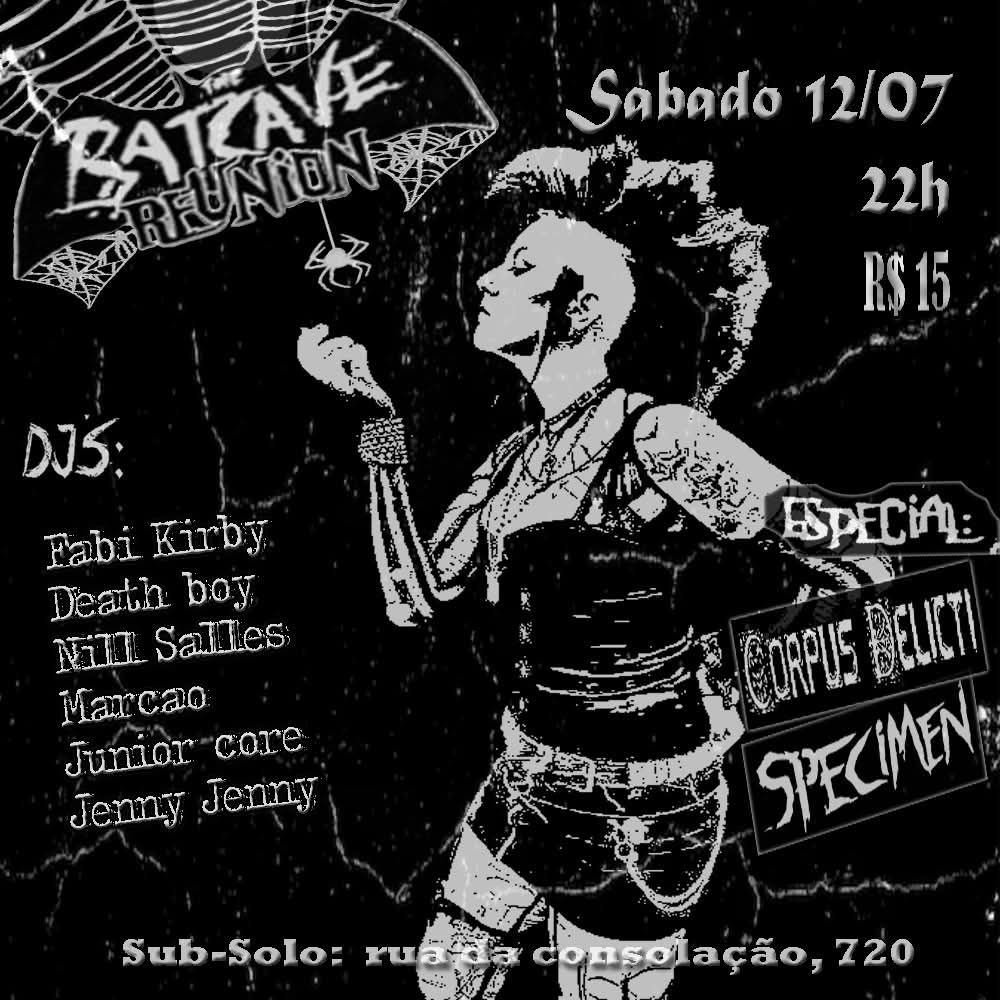 THE
BATCAVE
REUNION
Sabado 12/07
22h
R$ 15
DJS:
Fabi Kirby
Death boy
Nill Salles
Marcao
Junior core
Jenny Jenny
ESPECIAL:
CORPUS DELICTI
SPECIMEN
Sub-Solo: rua da consolação, 720